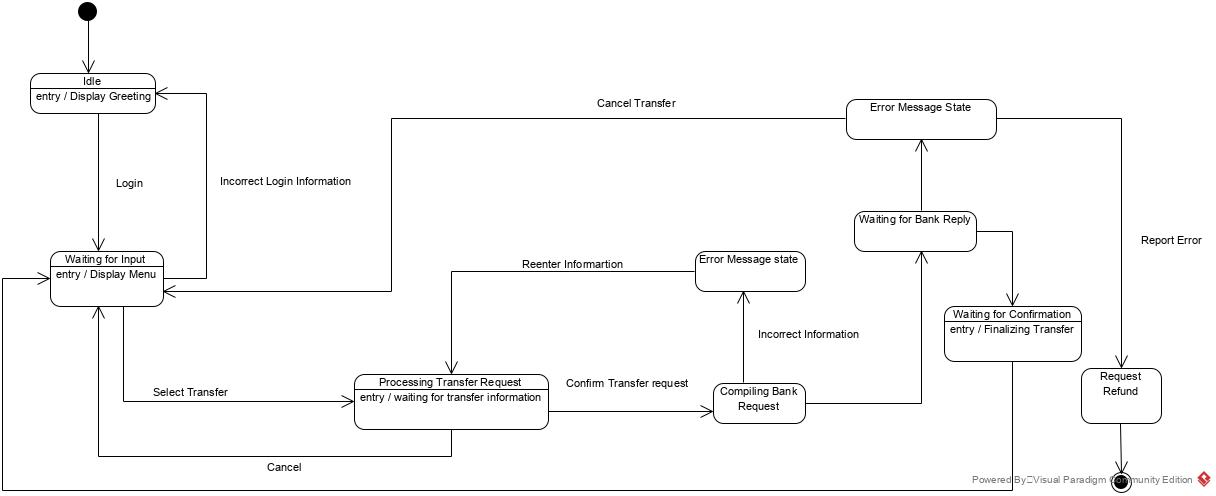 Idle
entry / Display Greeting
Cancel Transfer
Error Message State
Login
Incorrect Login Information
Waiting for Bank Reply
Report Error
Waiting for Input
entry / Display Menu
Reenter Informartion
Error Message state
Waiting for Confirmation
entry / Finalizing Transfer
Incorrect Information
Processing Transfer Request
entry / waiting for transfer information
Select Transfer
Confirm Transfer request
Compiling Bank
Request
Request
Refund
Cancel
Powered By Visual Paradigm Community Edition